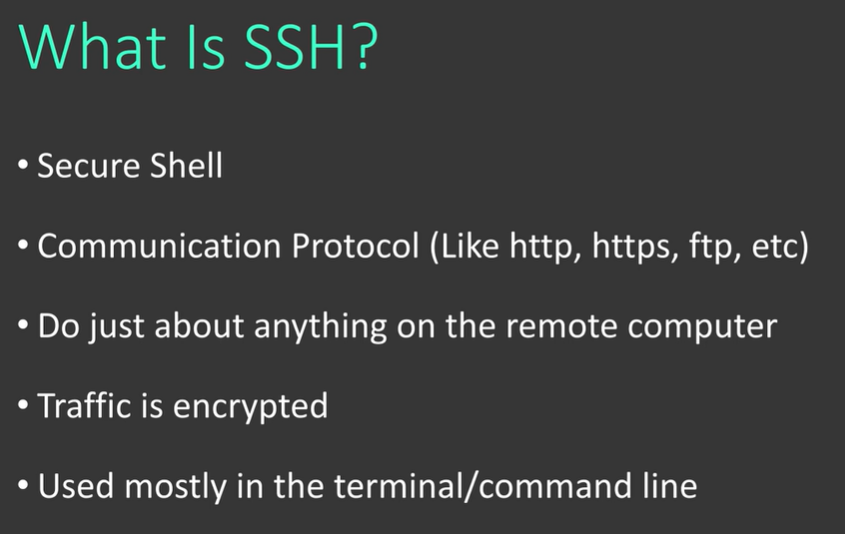 What Is SSH?
• Secure Shell
• Communication Protocol (Like http, https, ftp, etc)
• Do just about anything on the remote computer
• Traffic is encrypted
• Used mostly in the terminal/command line